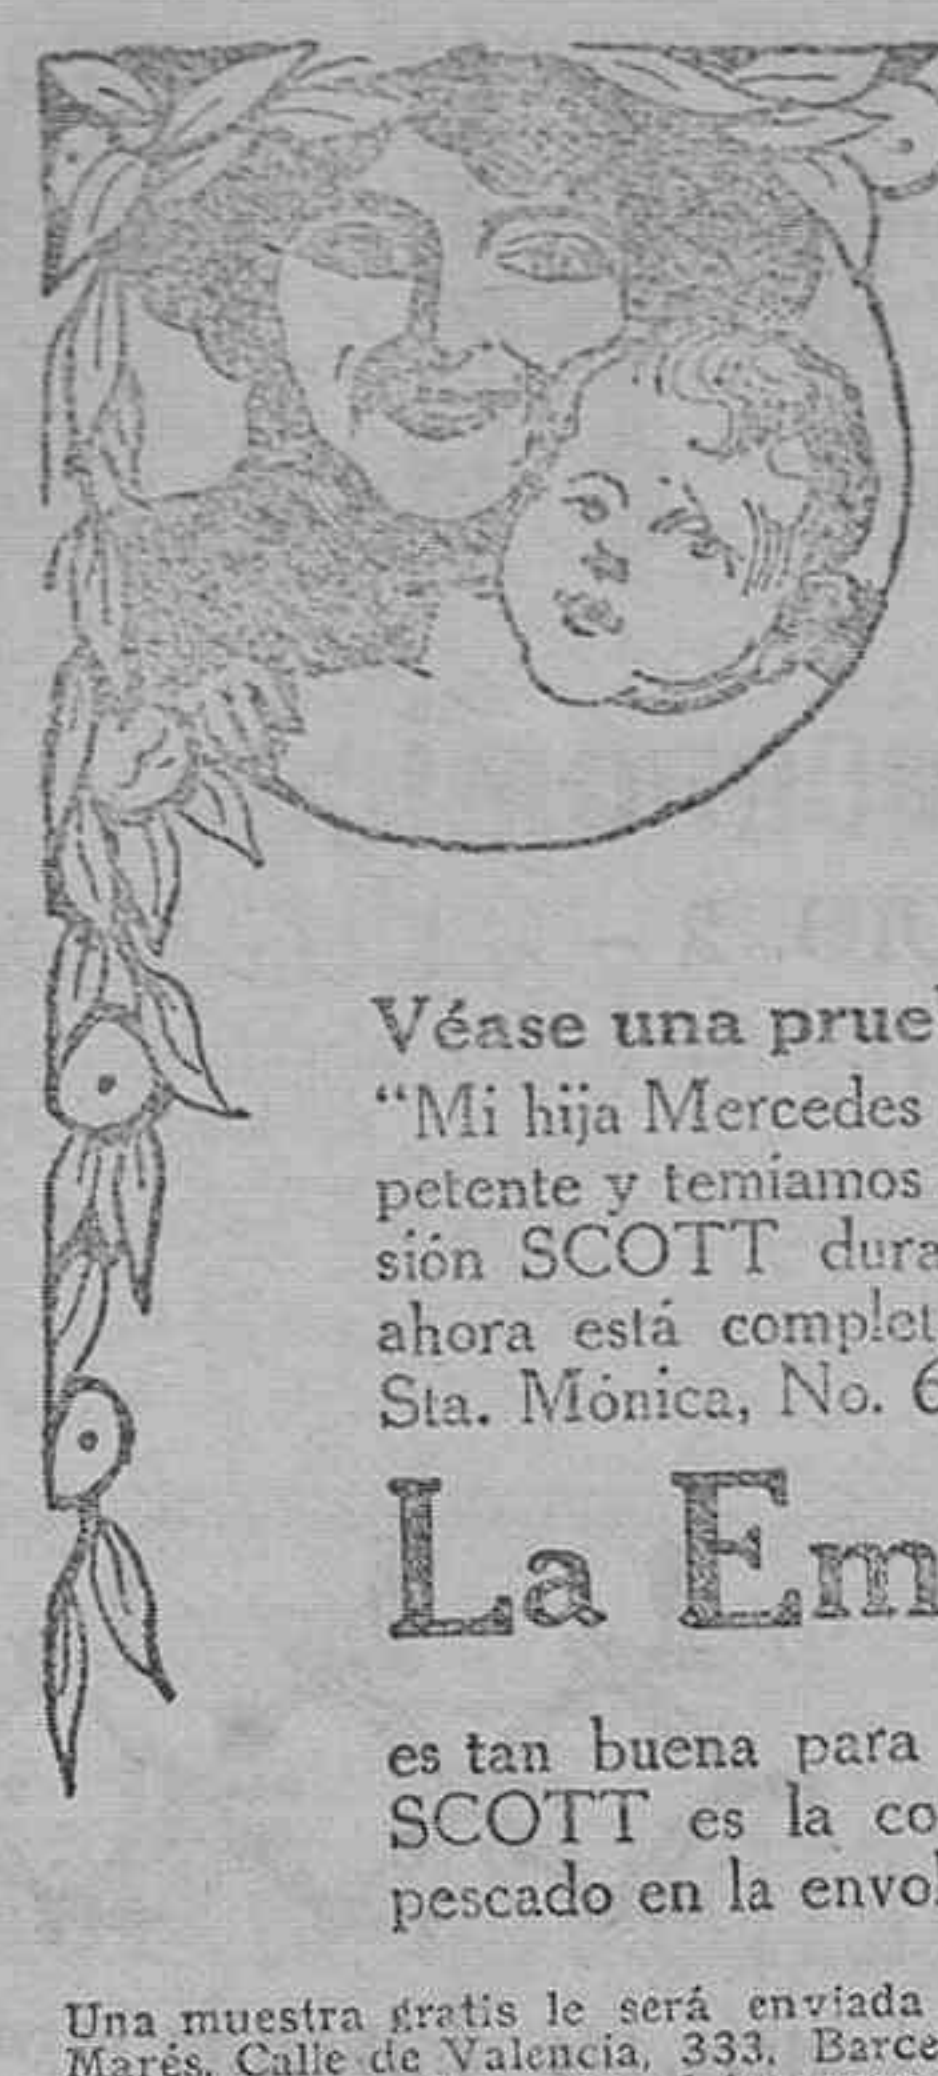 Véase una prue
“Mi hija Mercedes
petente y temíamos
sión SCOTT dura
ahora está complet
Sta. Mónica, No. 6
La Em
es tan buena para
SCOTT es la co
pescado en la envol
Una muestra gratis le será enviada
Marés, Calle de Valencia, 333, Barce